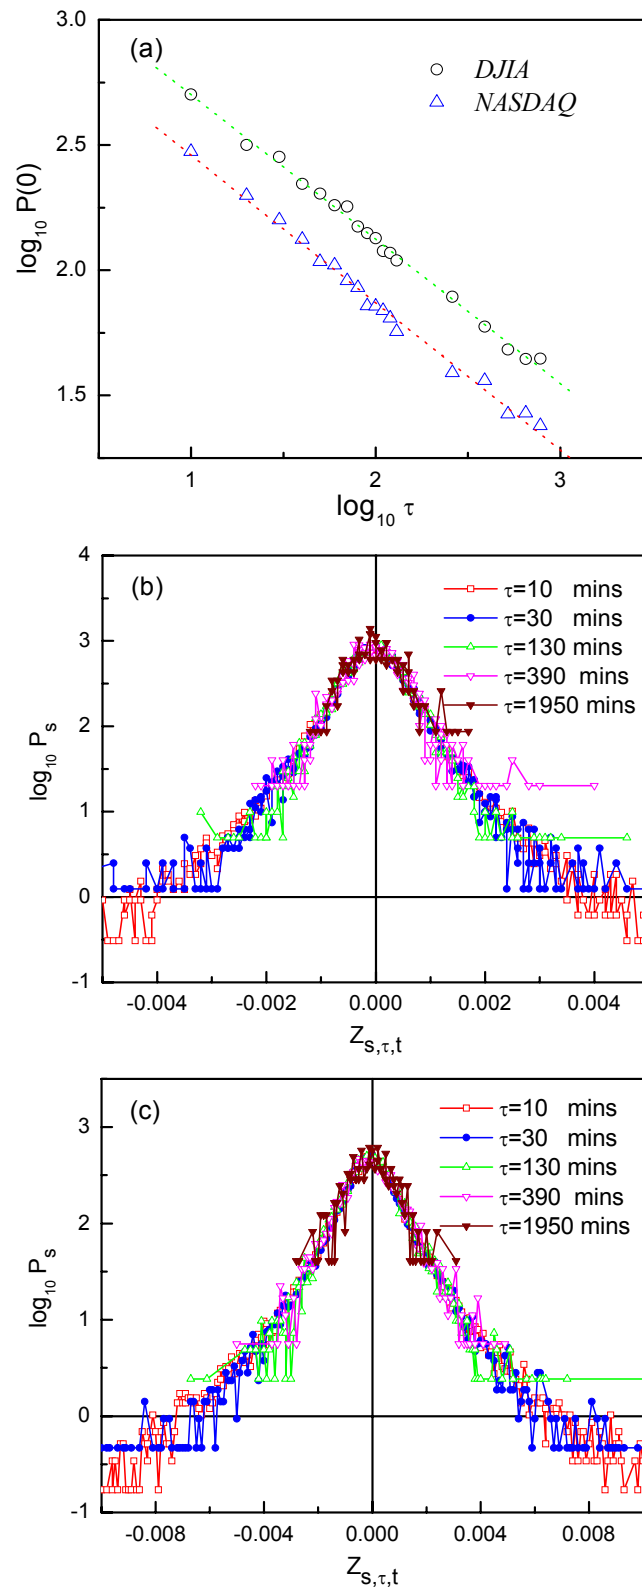 (a)
DJIA
NASDAQ
3.0
2.5
2.0
1.5
log10 P(0)
1 2 3
log10 τ
(b)
τ=10 mins
τ=30 mins
τ=130 mins
τ=390 mins
τ=1950 mins
4
3
2
1
0
-1
log10 Ps
-0.004 -0.002 0.000 0.002 0.004
Zs,τ,t
(c)
τ=10 mins
τ=30 mins
τ=130 mins
τ=390 mins
τ=1950 mins
3
2
1
0
-1
log10 Ps
-0.008 -0.004 0.000 0.004 0.008
Zs,τ,t